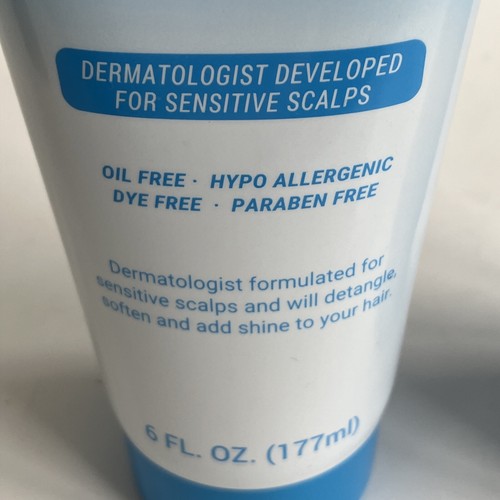 DERMATOLOGIST DEVELOPED
FOR SENSITIVE SCALPS
OIL FREE · HYPO ALLERGENIC
DYE FREE · PARABEN FREE
Dermatologist formulated for
sensitive scalps and will detangle,
soften and add shine to your hair.
6 FL. OZ. (177ml)